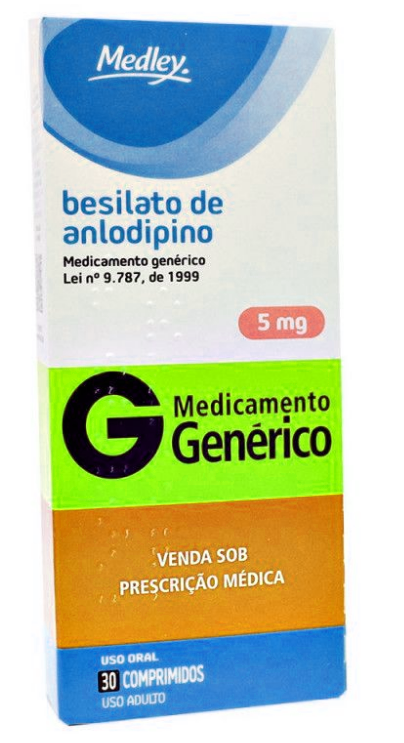 Medley.
besilato de
anlodipino
Medicamento genérico
Lei nº 9.787, de 1999
5 mg
G Medicamento
Genérico
VENDA SOB
PRESCRIÇÃO MÉDICA
USO ORAL
30 COMPRIMIDOS
USO ADULTO